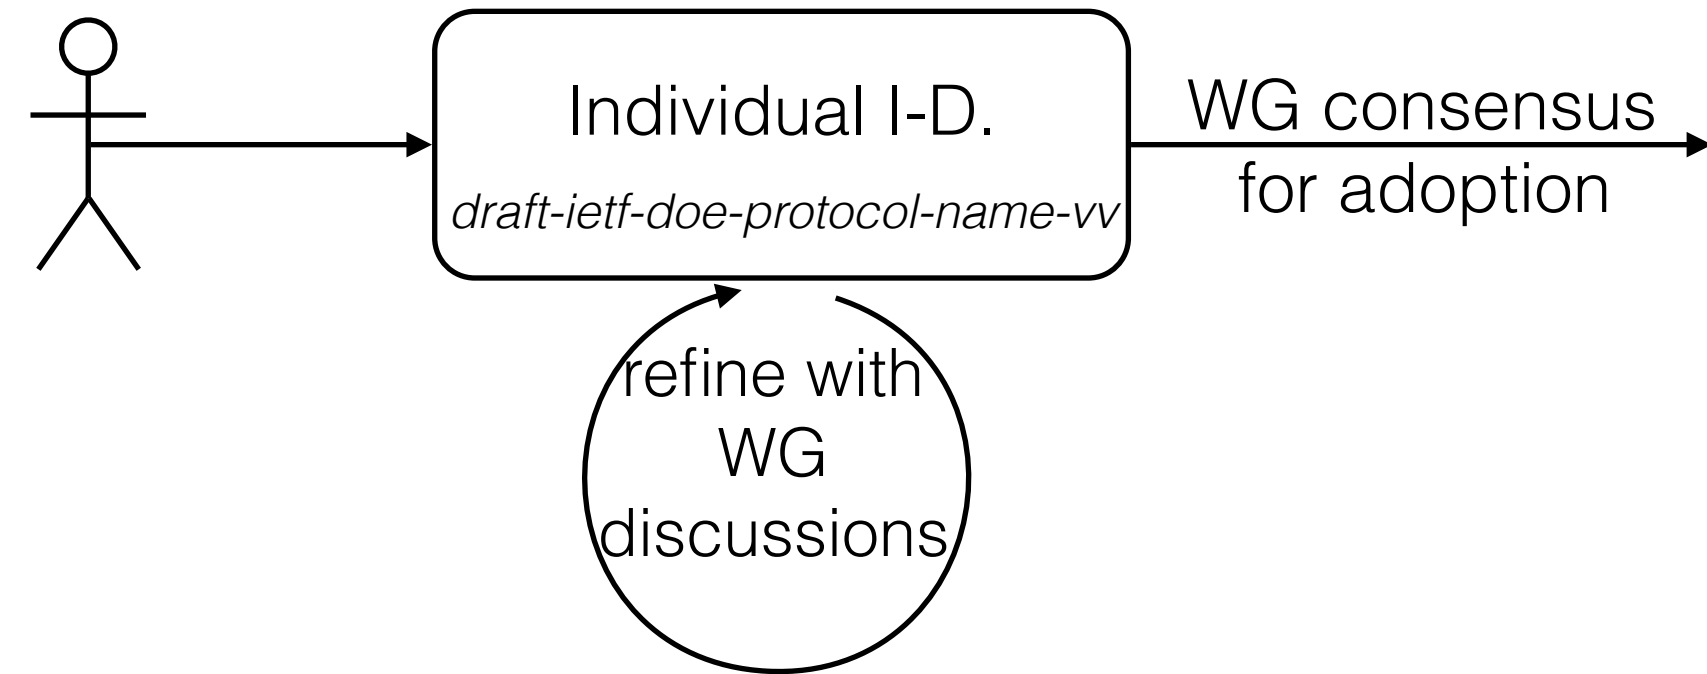 Individual I-D.
draft-ietf-doe-protocol-name-vv
WG consensus
for adoption
refine with
WG
discussions